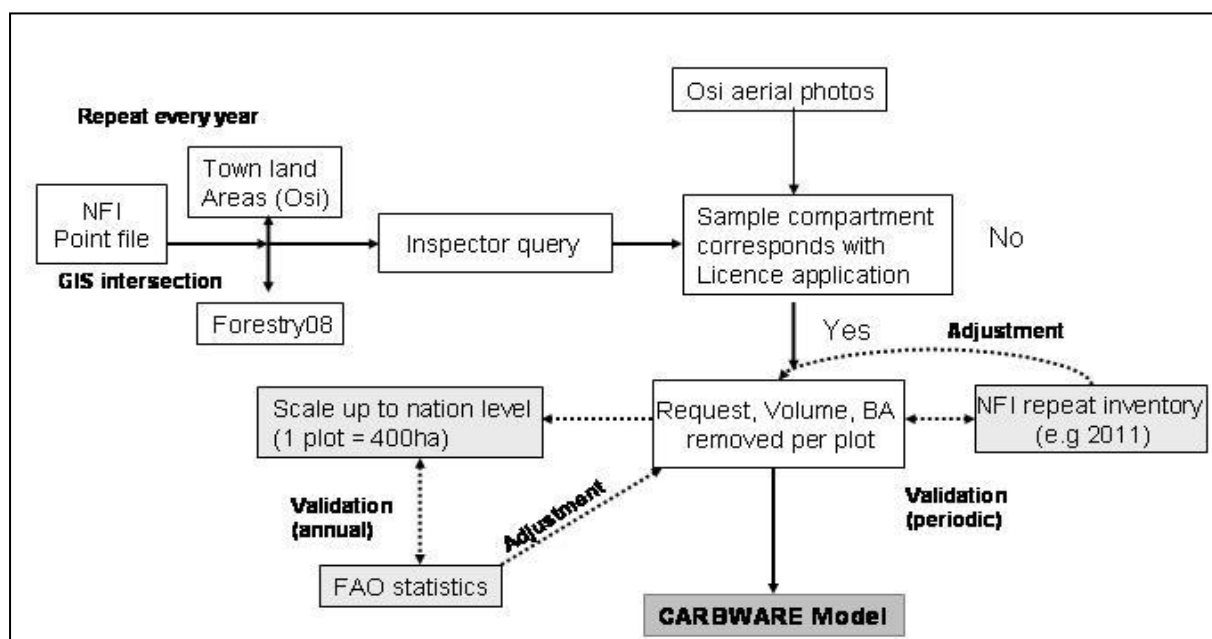 Osi aerial photos
Repeat every year
Town land
Areas (Osi)
NFI
Point file
Inspector query
Sample compartment
corresponds with
Licence application
No
GIS intersection
Forestry08
Yes
Adjustment
Scale up to nation level
(1 plot = 400ha)
Request, Volume, BA
removed per plot
NFI repeat inventory
(e.g 2011)
Validation
(annual)
Adjustment
Validation
(periodic)
FAO statistics
CARBWARE Model